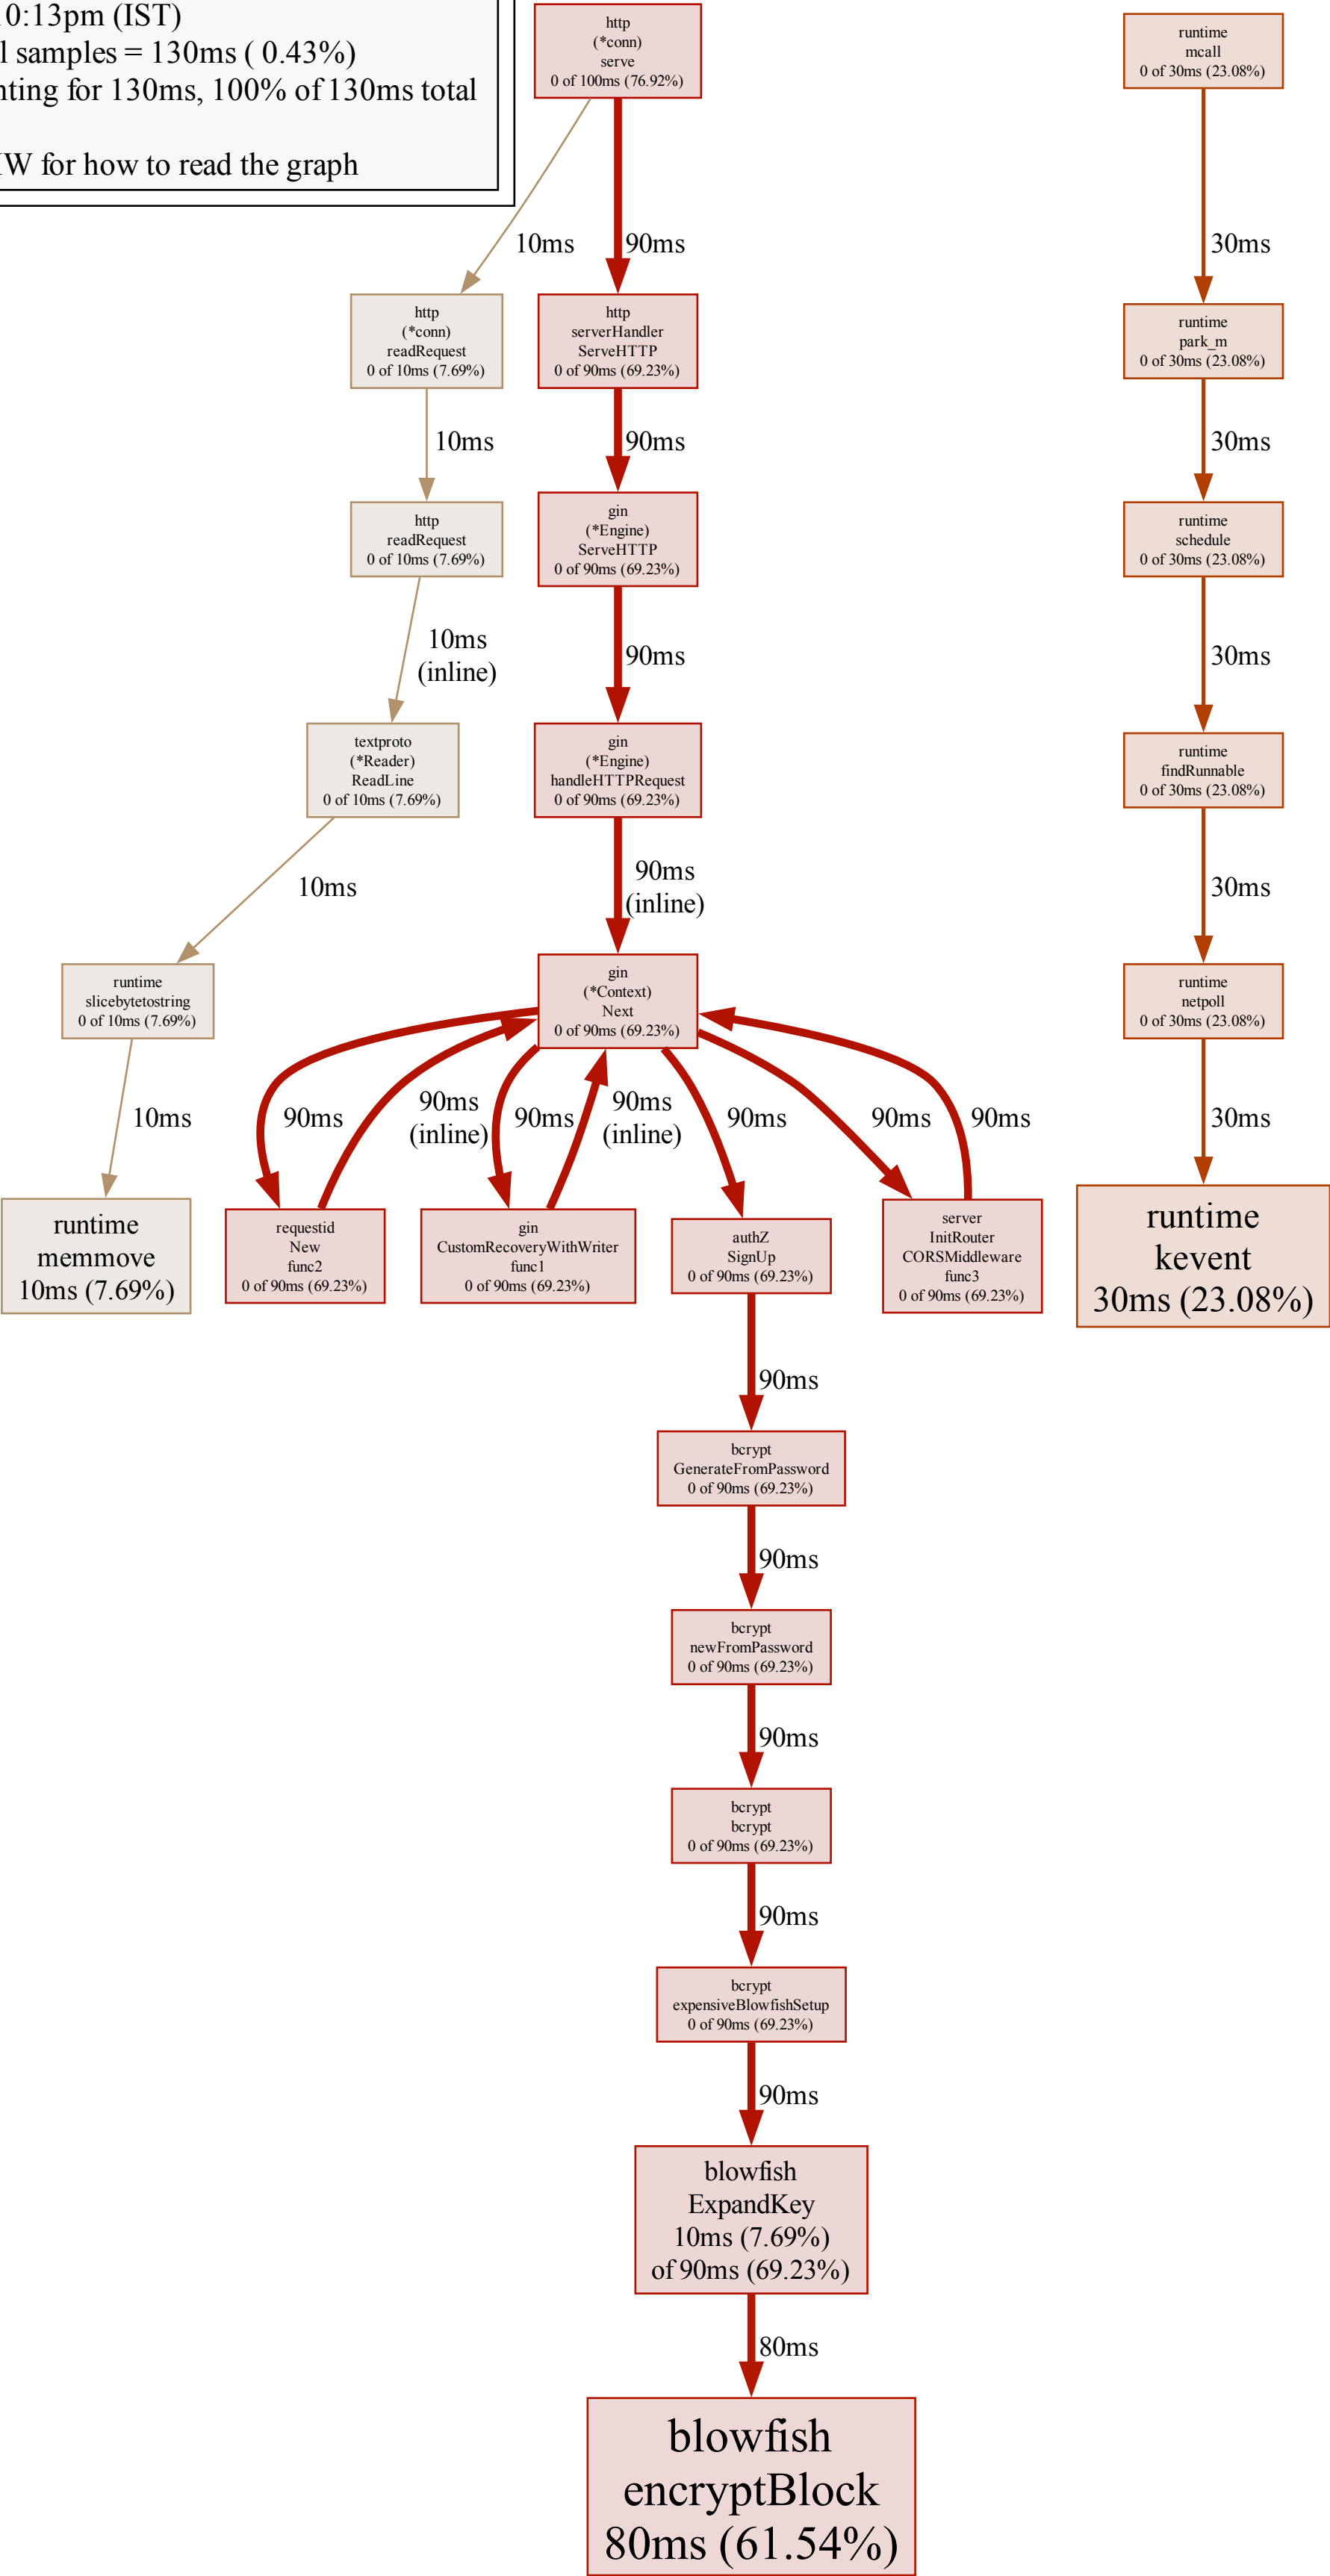 10:13pm (IST)
l samples = 130ms ( 0.43%)
nting for 130ms, 100% of 130ms total
W for how to read the graph
http
(*conn)
serve
0 of 100ms (76.92%)
runtime
mcall
0 of 30ms (23.08%)
10ms
90ms
30ms
http
(*conn)
readRequest
0 of 10ms (7.69%)
http
serverHandler
ServeHTTP
0 of 90ms (69.23%)
runtime
park_m
0 of 30ms (23.08%)
10ms
90ms
30ms
http
readRequest
0 of 10ms (7.69%)
gin
(*Engine)
ServeHTTP
0 of 90ms (69.23%)
runtime
schedule
0 of 30ms (23.08%)
10ms
(inline)
90ms
30ms
textproto
(*Reader)
ReadLine
0 of 10ms (7.69%)
gin
(*Engine)
handleHTTPRequest
0 of 90ms (69.23%)
runtime
findRunnable
0 of 30ms (23.08%)
10ms
90ms
(inline)
30ms
runtime
slicebytetostring
0 of 10ms (7.69%)
gin
(*Context)
Next
0 of 90ms (69.23%)
runtime
netpoll
0 of 30ms (23.08%)
10ms
90ms
90ms
(inline)
90ms
90ms
(inline)
90ms
90ms
90ms
30ms
runtime
memmove
10ms (7.69%)
requestid
New
func2
0 of 90ms (69.23%)
gin
CustomRecoveryWithWriter
func1
0 of 90ms (69.23%)
authZ
SignUp
0 of 90ms (69.23%)
server
InitRouter
CORSMiddleware
func3
0 of 90ms (69.23%)
runtime
kevent
30ms (23.08%)
90ms
bcrypt
GenerateFromPassword
0 of 90ms (69.23%)
90ms
bcrypt
newFromPassword
0 of 90ms (69.23%)
90ms
bcrypt
bcrypt
0 of 90ms (69.23%)
90ms
bcrypt
expensiveBlowfishSetup
0 of 90ms (69.23%)
90ms
blowfish
ExpandKey
10ms (7.69%)
of 90ms (69.23%)
80ms
blowfish
encryptBlock
80ms (61.54%)